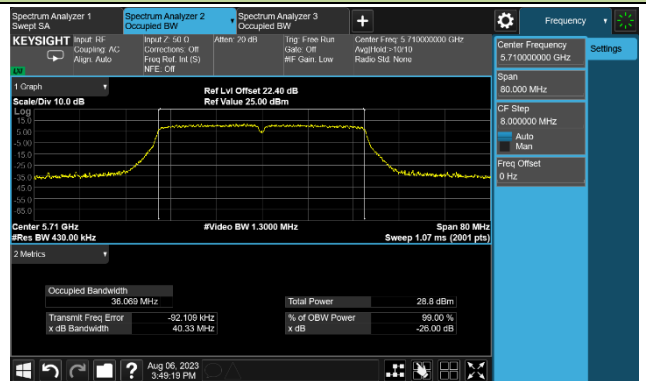 Spectrum Analyzer 1
Swept SA
Spectrum Analyzer 2
Occupied BW
Spectrum Analyzer 3
Occupied BW
Frequency
KEYSIGHT
Input: RF
Coupling: AC
Align: Auto
Input Z: 50 Ω
Corrections: Off
Freq Ref: Int (S)
NFE: Off
Atten: 20 dB
Trig: Free Run
Gate: Off
#IF Gain: Low
Center Freq: 5.710000000 GHz
Avg|Hold:>10/10
Radio Std: None
Center Frequency
5.710000000 GHz
Settings
Span
80.000 MHz
CF Step
8.000000 MHz
Auto
Man
Freq Offset
0 Hz
LW
1 Graph
Scale/Div 10.0 dB
Ref Lvl Offset 22.40 dB
Ref Value 25.00 dBm
Log
15.0
5.00
-5.00
-15.0
-25.0
-35.0
-45.0
-55.0
-65.0
Center 5.71 GHz
#Res BW 430.00 kHz
#Video BW 1.3000 MHz
Span 80 MHz
Sweep 1.07 ms (2001 pts)
2 Metrics
Occupied Bandwidth
36.069 MHz
Total Power 28.8 dBm
Transmit Freq Error -92.109 kHz
% of OBW Power 99.00 %
x dB Bandwidth 40.33 MHz
x dB -26.00 dB
Aug 06, 2023
3:49:19 PM